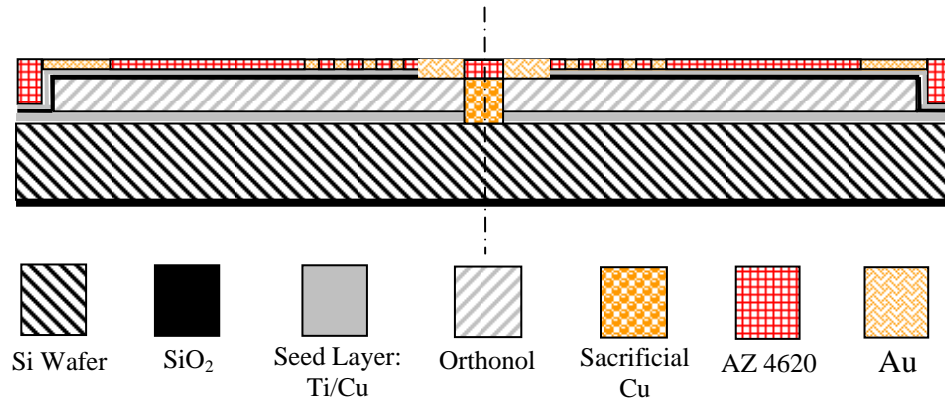 Si Wafer
SiO₂
Seed Layer:
Ti/Cu
Orthonol
Sacrificial
Cu
AZ 4620
Au